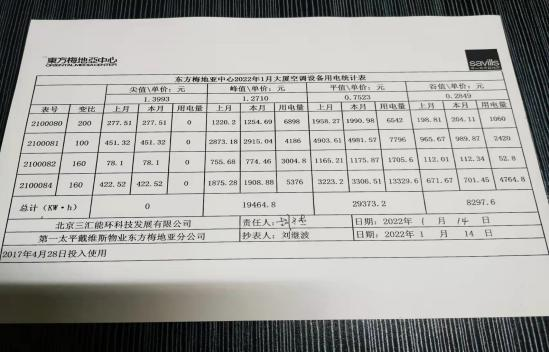 東方梅地亞中心
ORIENTAL MEDIA CENTER
savills
东方梅地亚中心2022年1月大厦空调设备用电统计表
尖值\单价：元 峰值\单价：元 平值\单价：元 谷值\单价：元
1.3993 1.2710 0.7523 0.2849
表号 变比 上月 本月 用电量 上月 本月 用电量 上月 本月 用电量 上月 本月 用电量
2100080 200 277.51 277.51 0 1220.2 1254.69 6898 1958.27 1990.98 6542 198.81 204.11 1060
2100081 100 451.32 451.32 0 2873.18 2915.04 4186 4903.61 4981.57 7796 965.67 989.87 2420
2100082 160 78.1 78.1 0 755.68 774.46 3004.8 1165.21 1175.87 1705.6 112.01 112.34 52.8
2100084 160 422.52 422.52 0 1875.28 1908.88 5376 3223.2 3306.51 13329.6 671.67 701.45 4764.8
总计（KW·h） 0 19464.8 29373.2 8297.6
北京三汇能环科技发展有限公司 责任人： 日期：2022年 1 月 14 日
第一太平戴维斯物业东方梅地亚分公司 抄表人：刘继波 日期：2022年 1 月 14 日
2017年4月28日投入使用